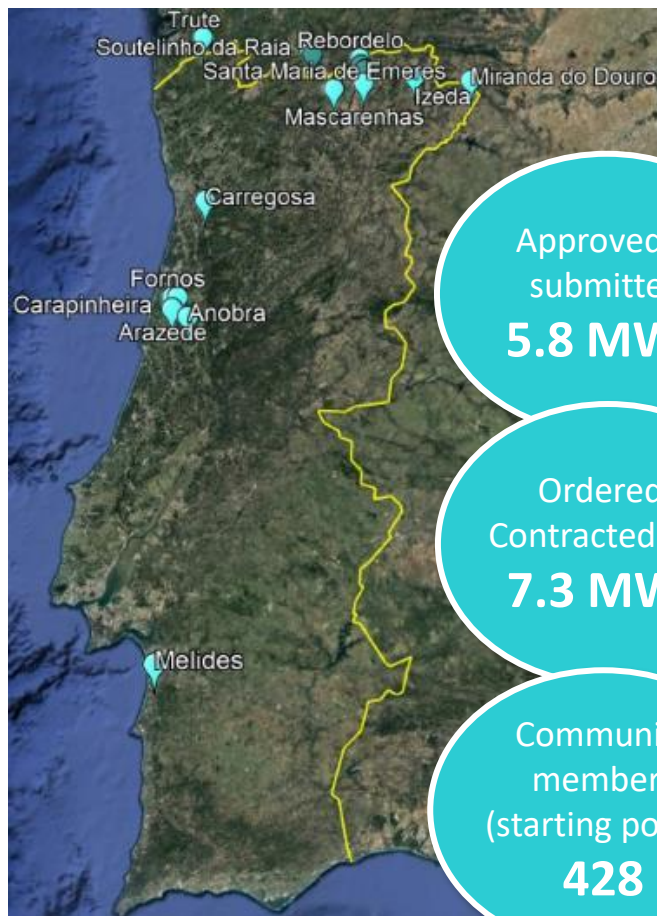 Trute
Soutelinho da Raia
Rebordelo
Santa Maria de Emeres
Miranda do Douro
Izeda
Mascarenhas
Carregosa
Fornos
Carapinheira
Anobra
Arazede
Melides
Approved
submitte
5.8 MW
Ordered
Contracted
7.3 MW
Communi
member
(starting po
428